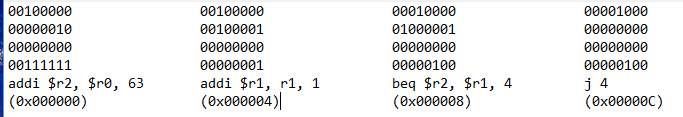 00100000 00100000 00010000 00001000
00000010 00100001 01000001 00000000
00000000 00000000 00000000 00000000
00111111 00000001 00000100 00000100
addi $r2, $r0, 63 addi $r1, r1, 1 beq $r2, $r1, 4 j 4
(0x000000) (0x000004) (0x000008) (0x00000C)